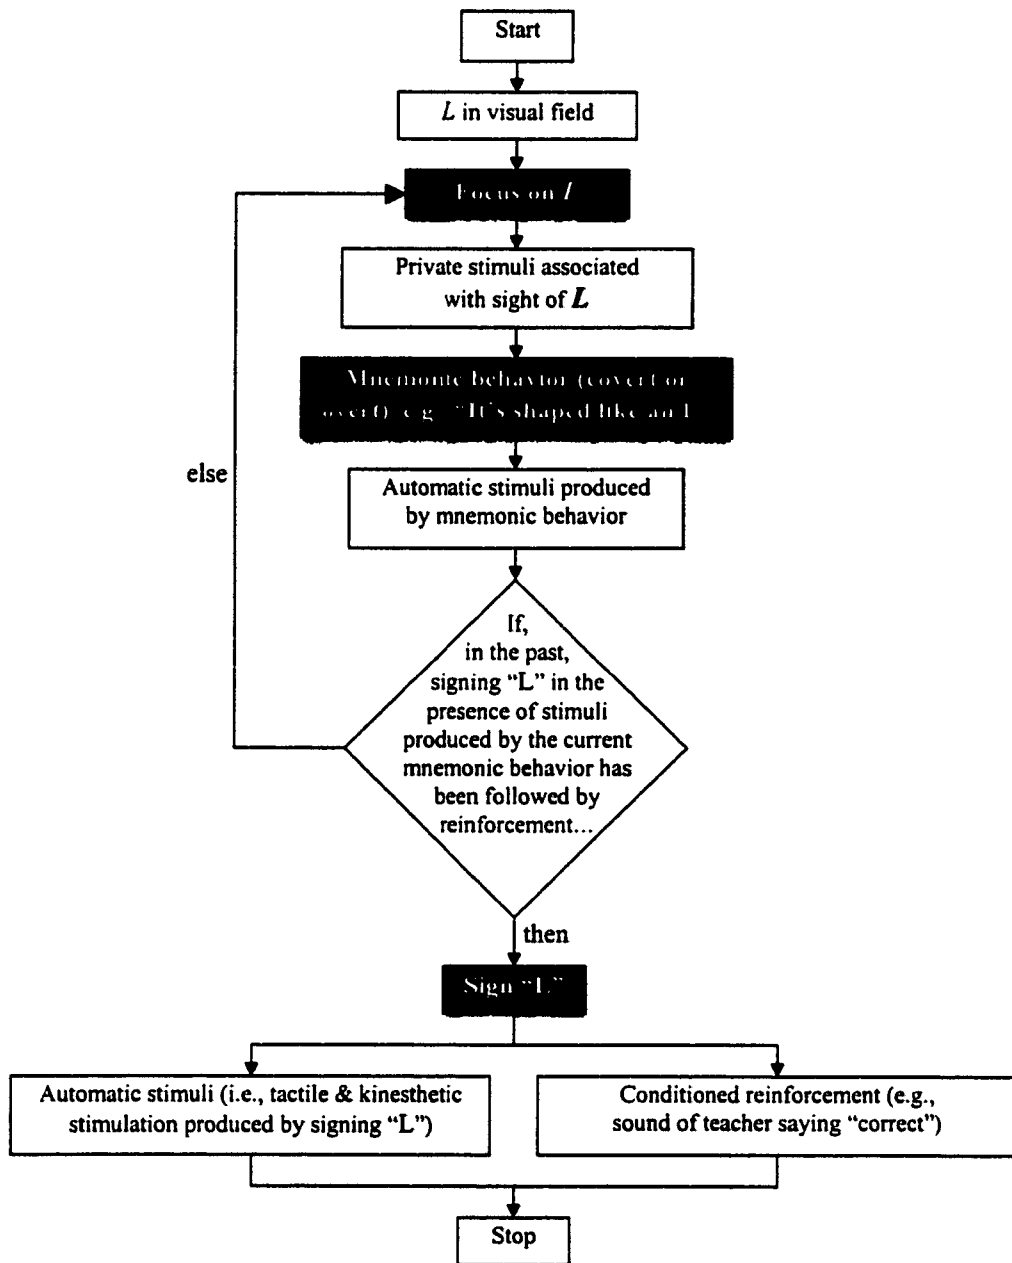 Start
L in visual field
Focus on L
Private stimuli associated
with sight of L
Mnemonic behavior (covert or
overt) e.g. "It's shaped like an
Automatic stimuli produced
by mnemonic behavior
else
If,
in the past,
signing "L" in the
presence of stimuli
produced by the current
mnemonic behavior has
been followed by
reinforcement...
then
Sign "L"
Automatic stimuli (i.e., tactile & kinesthetic
stimulation produced by signing "L")
Conditioned reinforcement (e.g.,
sound of teacher saying "correct")
Stop